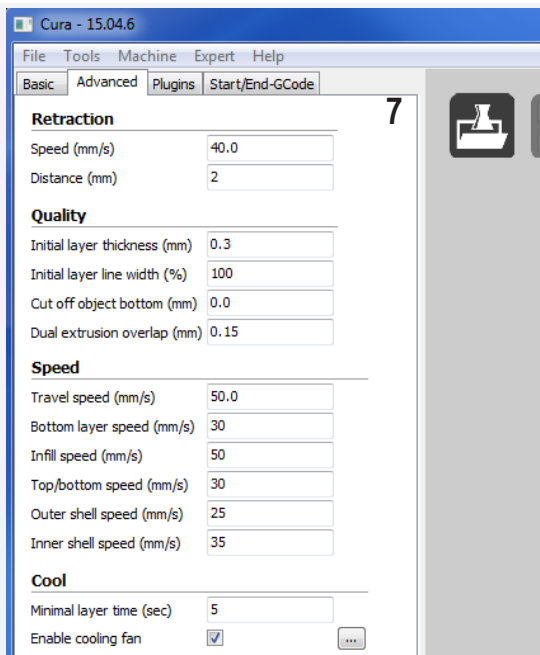 Cura - 15.04.6
File Tools Machine Expert Help
Basic Advanced Plugins Start/End-GCode
7
Retraction
Speed (mm/s) 40.0
Distance (mm) 2
Quality
Initial layer thickness (mm) 0.3
Initial layer line width (%) 100
Cut off object bottom (mm) 0.0
Dual extrusion overlap (mm) 0.15
Speed
Travel speed (mm/s) 50.0
Bottom layer speed (mm/s) 30
Infill speed (mm/s) 50
Top/bottom speed (mm/s) 30
Outer shell speed (mm/s) 25
Inner shell speed (mm/s) 35
Cool
Minimal layer time (sec) 5
Enable cooling fan ...